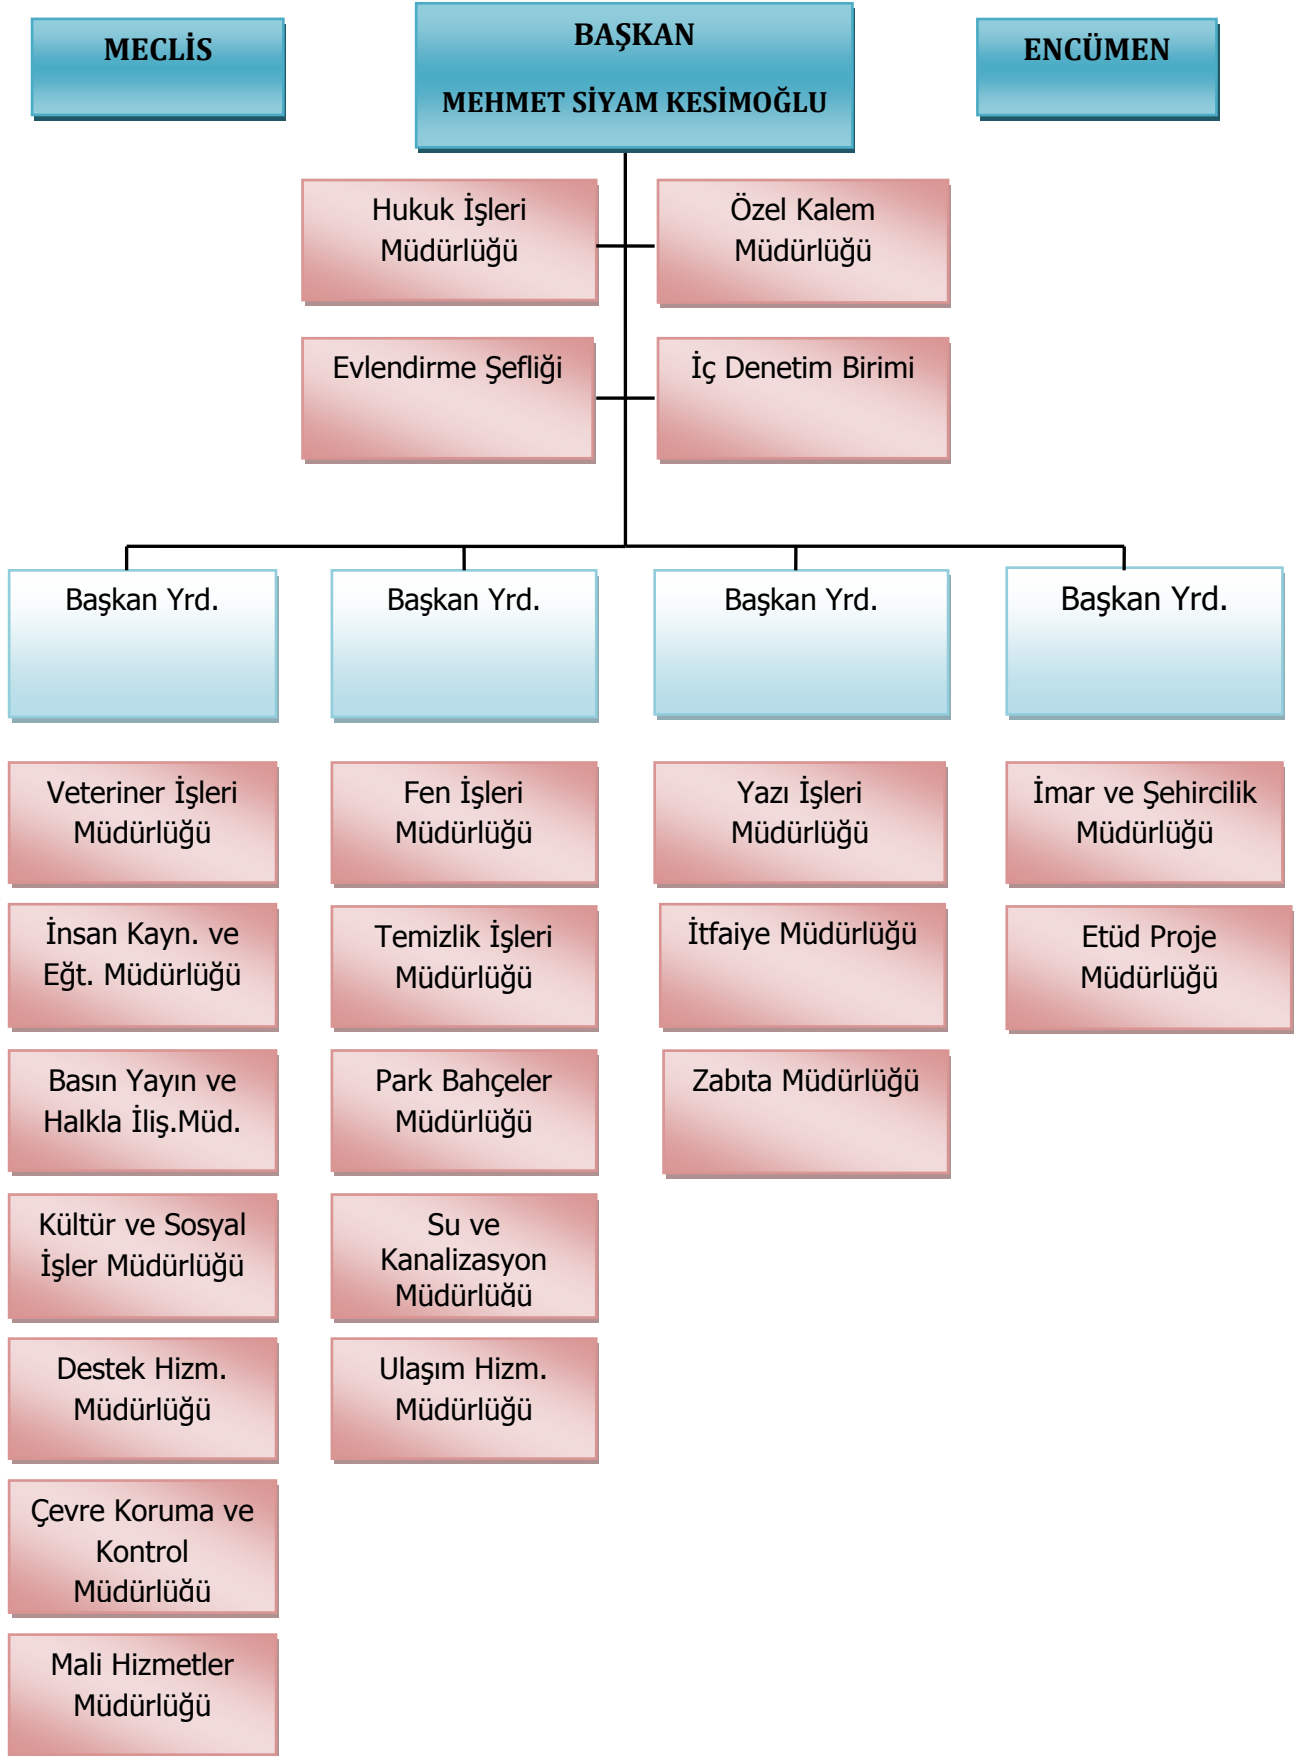 MECLİS
BAŞKAN
MEHMET SİYAM KESİMOĞLU
ENCÜMEN
Hukuk İşleri
Müdürlüğü
Özel Kalem
Müdürlüğü
Evlendirme Şefliği
İç Denetim Birimi
Başkan Yrd.
Başkan Yrd.
Başkan Yrd.
Başkan Yrd.
Veteriner İşleri
Müdürlüğü
Fen İşleri
Müdürlüğü
Yazı İşleri
Müdürlüğü
İmar ve Şehircilik
Müdürlüğü
İnsan Kayn. ve
Eğt. Müdürlüğü
Temizlik İşleri
Müdürlüğü
İtfaiye Müdürlüğü
Etüd Proje
Müdürlüğü
Basın Yayın ve
Halkla İliş.Müd.
Park Bahçeler
Müdürlüğü
Zabıta Müdürlüğü
Kültür ve Sosyal
İşler Müdürlüğü
Su ve
Kanalizasyon
Müdürlüğü
Destek Hizm.
Müdürlüğü
Ulaşım Hizm.
Müdürlüğü
Çevre Koruma ve
Kontrol
Müdürlüğü
Mali Hizmetler
Müdürlüğü